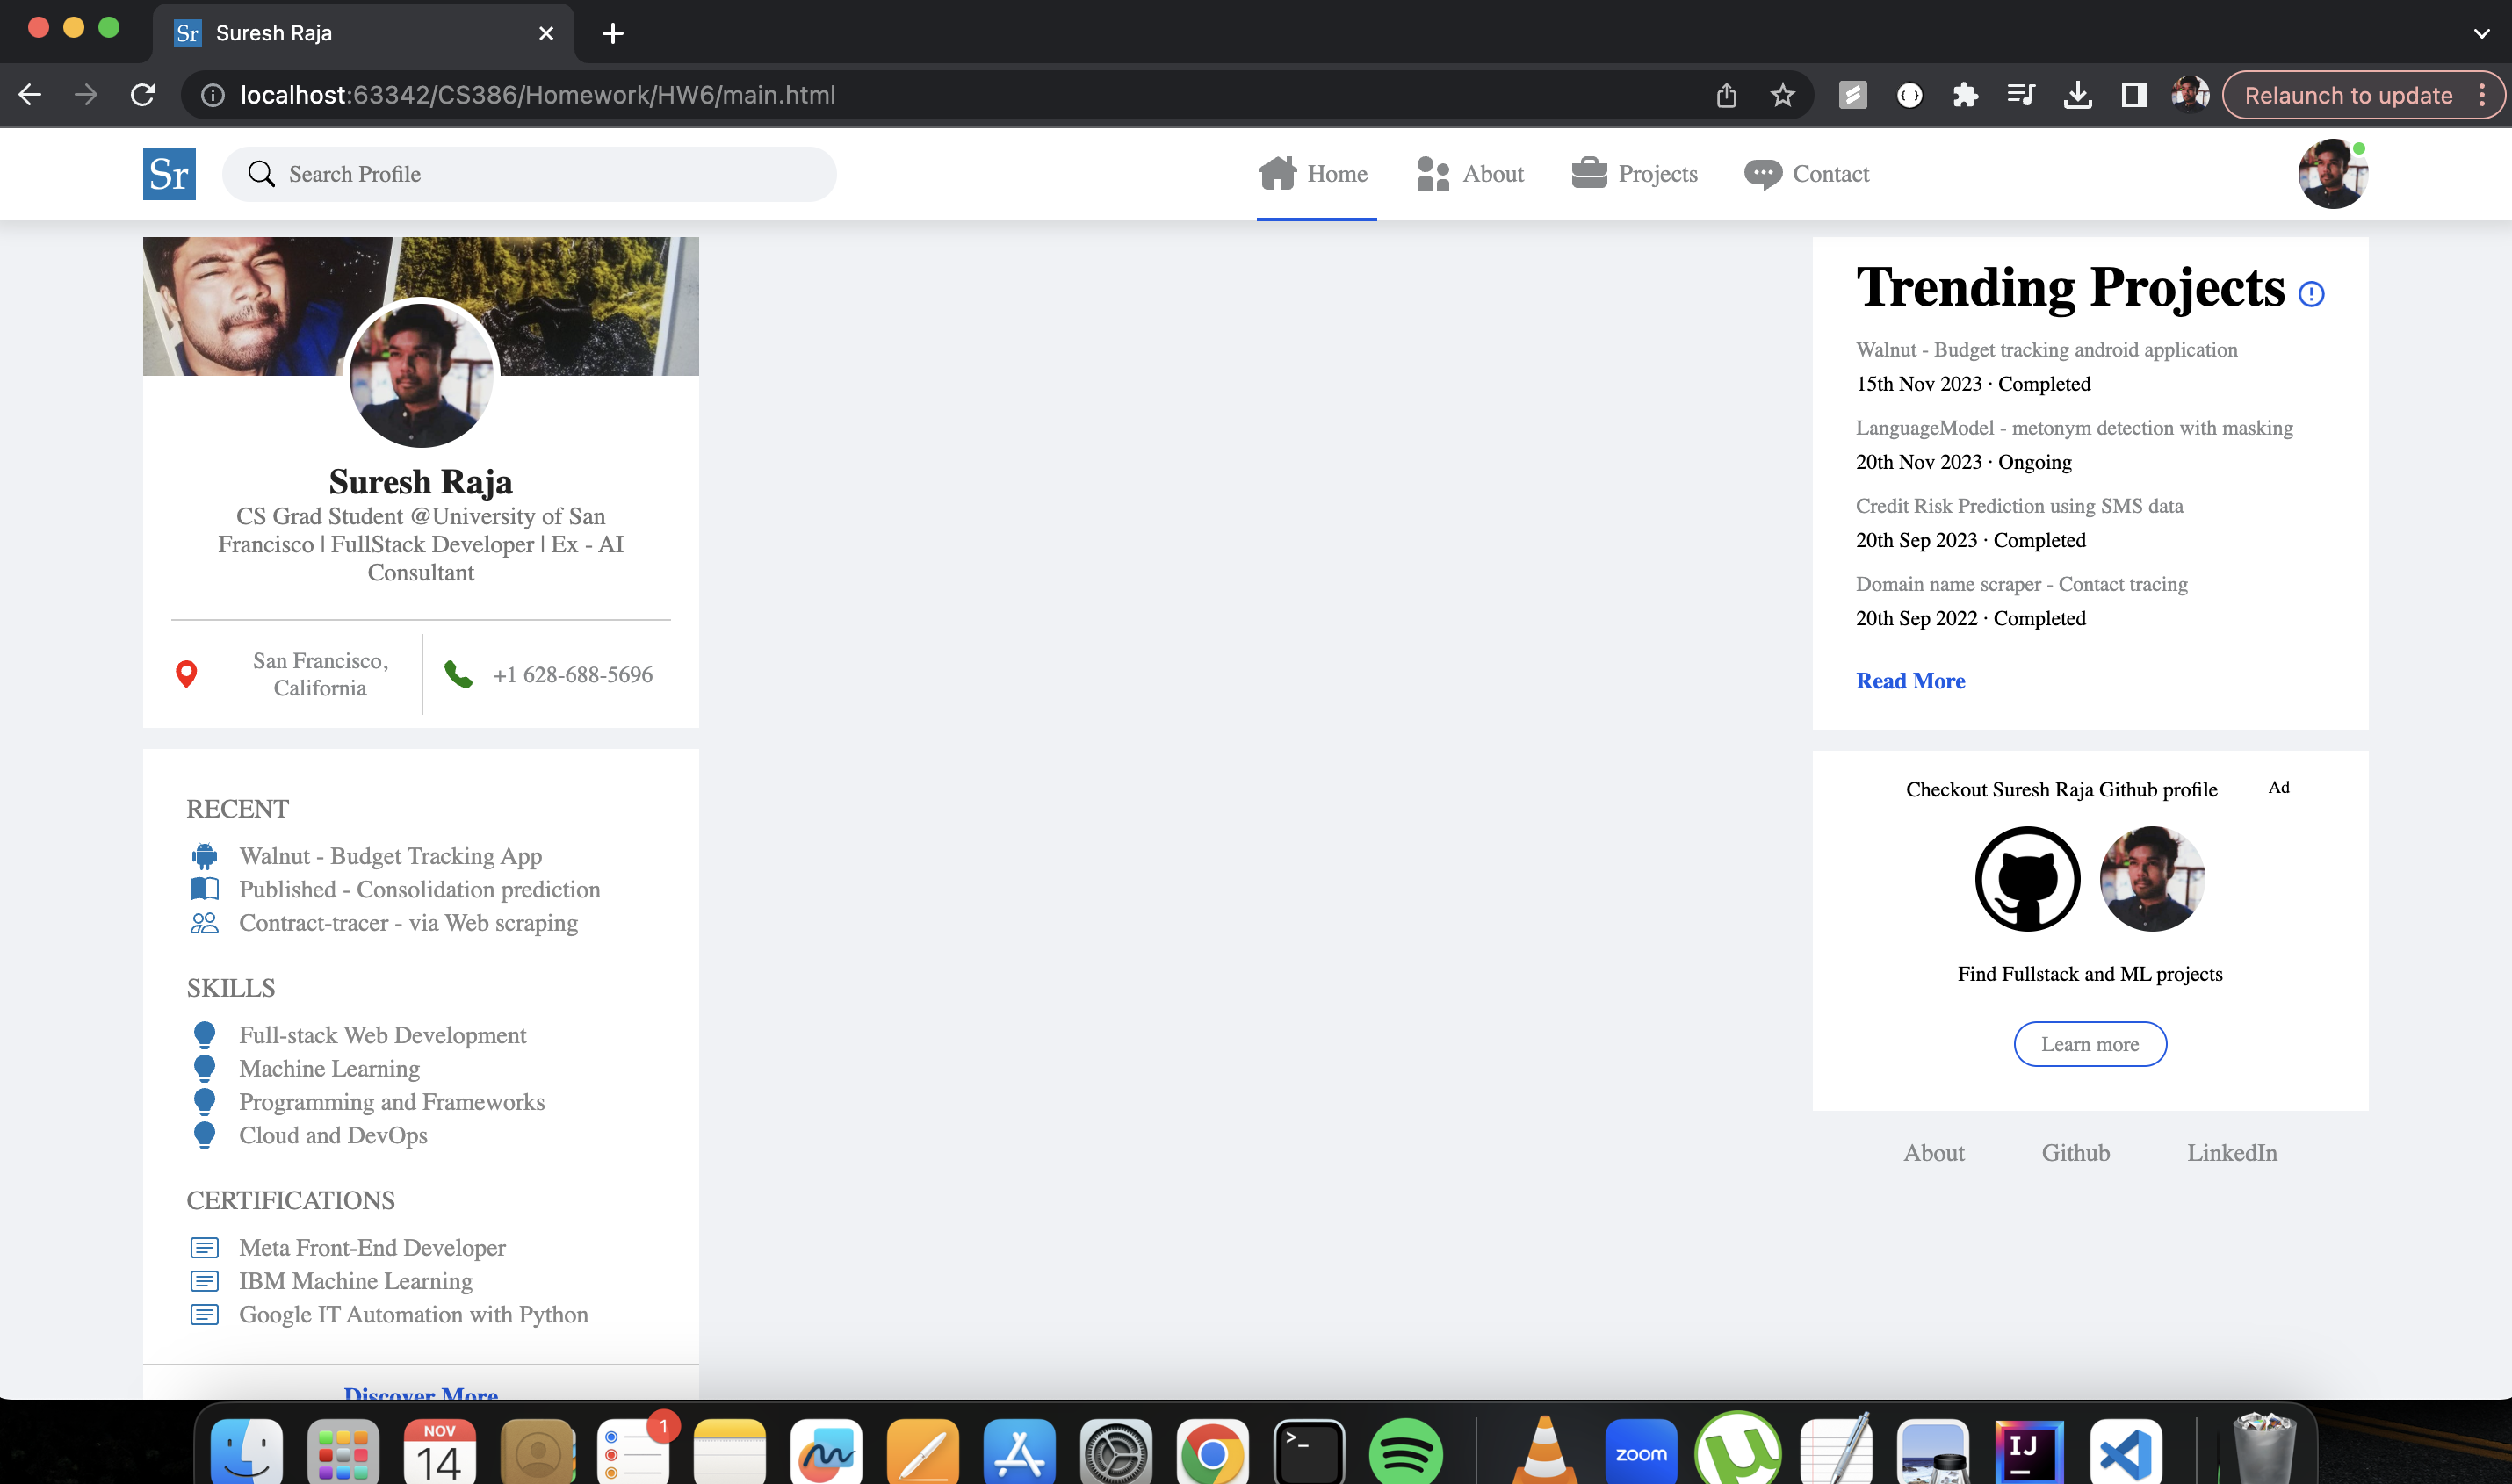 Sr Suresh Raja
localhost:63342/CS386/Homework/HW6/main.html
Relaunch to update
Sr
Search Profile
Home
About
Projects
Contact
Suresh Raja
CS Grad Student @University of San
Francisco | FullStack Developer | Ex - AI
Consultant
San Francisco,
California
+1 628-688-5696
RECENT
Walnut - Budget Tracking App
Published - Consolidation prediction
Contract-tracer - via Web scraping
SKILLS
Full-stack Web Development
Machine Learning
Programming and Frameworks
Cloud and DevOps
CERTIFICATIONS
Meta Front-End Developer
IBM Machine Learning
Google IT Automation with Python
Discover More
Trending Projects
Walnut - Budget tracking android application
15th Nov 2023 · Completed
LanguageModel - metonym detection with masking
20th Nov 2023 · Ongoing
Credit Risk Prediction using SMS data
20th Sep 2023 · Completed
Domain name scraper - Contact tracing
20th Sep 2022 · Completed
Read More
Checkout Suresh Raja Github profile
Ad
Find Fullstack and ML projects
Learn more
About
Github
LinkedIn
NOV
14
1
>_
zoom
IJ